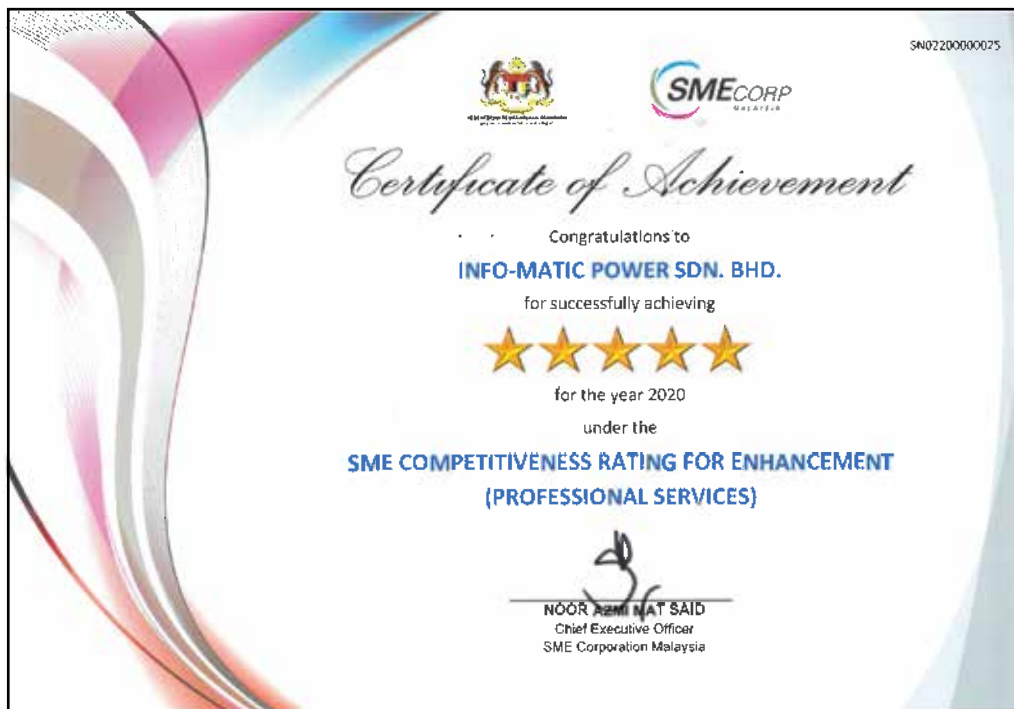 SN02200000025
SMECORP
Malaysia
Certificate of Achievement
Congratulations to
INFO-MATIC POWER SDN. BHD.
for successfully achieving
for the year 2020
under the
SME COMPETITIVENESS RATING FOR ENHANCEMENT
(PROFESSIONAL SERVICES)
NOOR AZMI MAT SAID
Chief Executive Officer
SME Corporation Malaysia